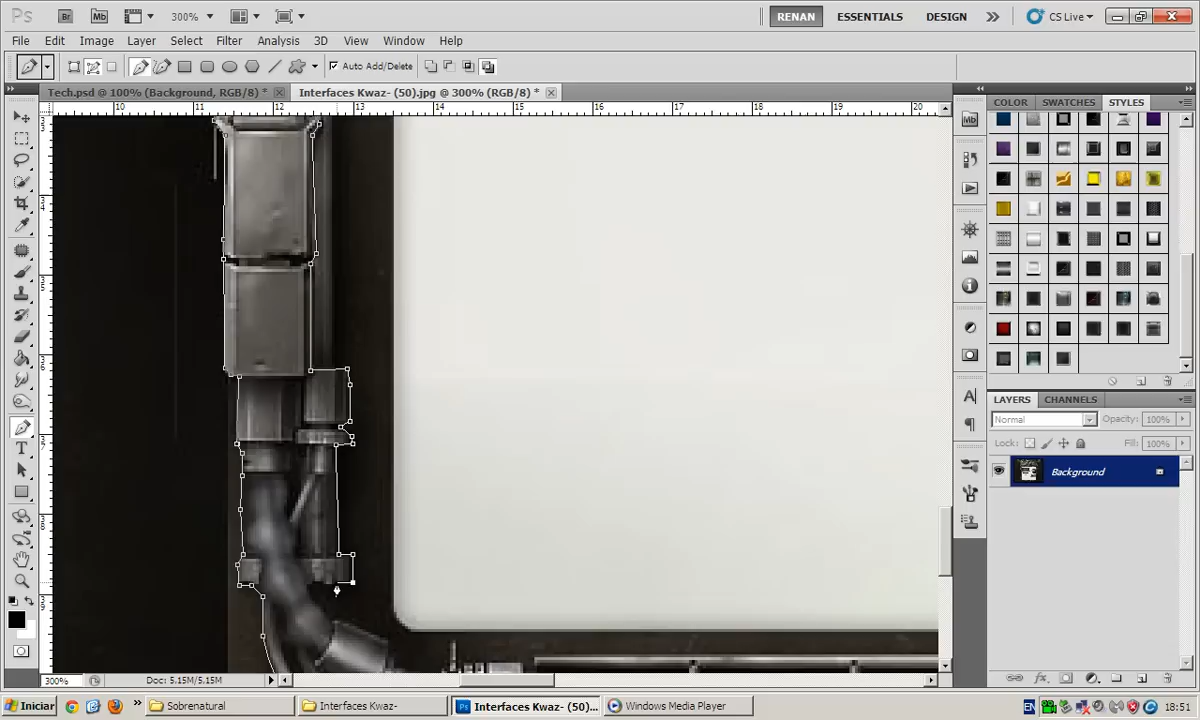 Ps Br Mb 300% RENAN ESSENTIALS DESIGN CS Live
File Edit Image Layer Select Filter Analysis 3D View Window Help
Auto Add/Delete
Tech.psd @ 100% (Background, RGB/8) * Interfaces Kwaz- (50).jpg @ 300% (RGB/8) *
10 11 12 13 14 15 16 17 18 19 20
COLOR SWATCHES STYLES
Mb
LAYERS CHANNELS
Normal Opacity: 100%
Lock: Fill: 100%
Background
300% Doc: 5.15M/5.15M
Iniciar Sobrenatural Interfaces Kwaz- Interfaces Kwaz- (50)... Windows Media Player EN 18:51